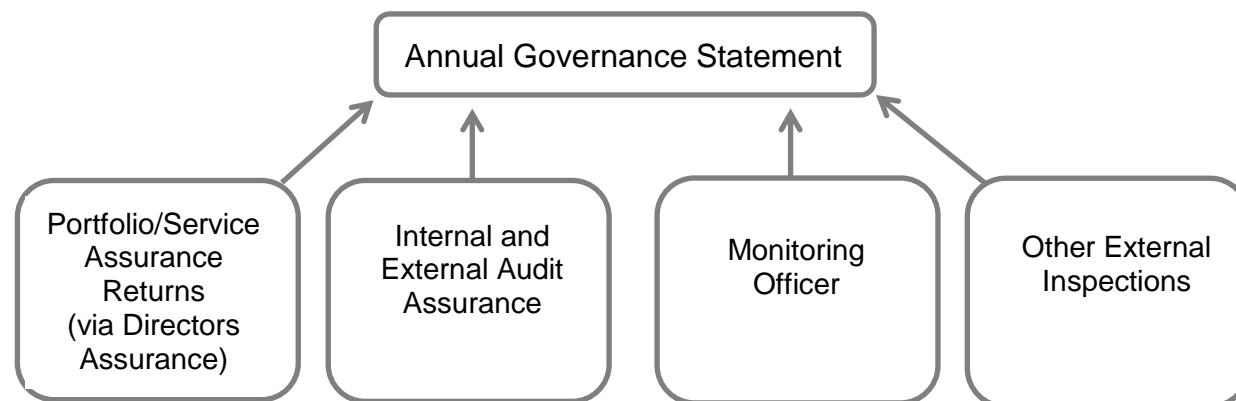 Annual Governance Statement
Portfolio/Service
Assurance
Returns
(via Directors
Assurance)
Internal and
External Audit
Assurance
Monitoring
Officer
Other External
Inspections